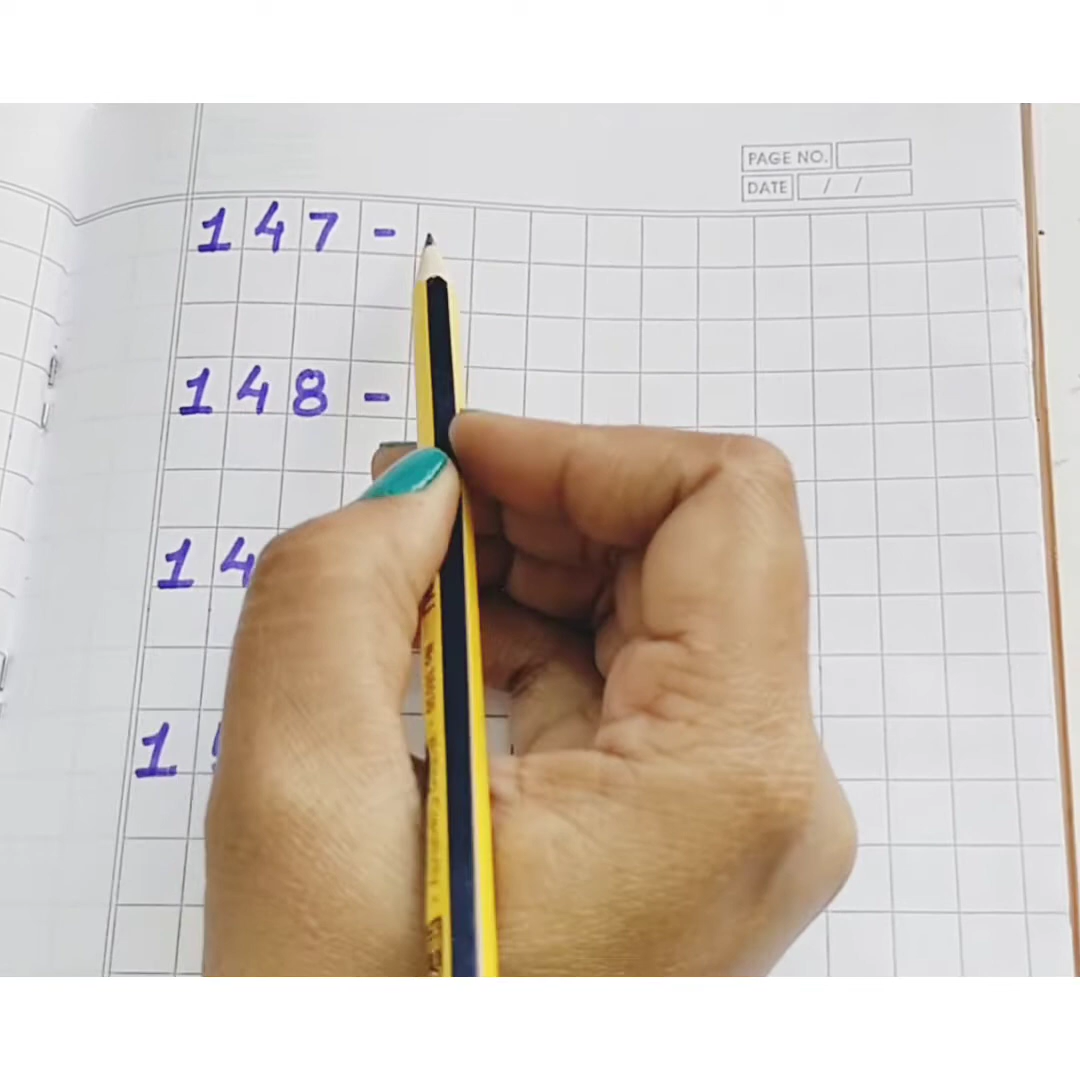 PAGE NO.
DATE / /
147 -
148 -
14
1